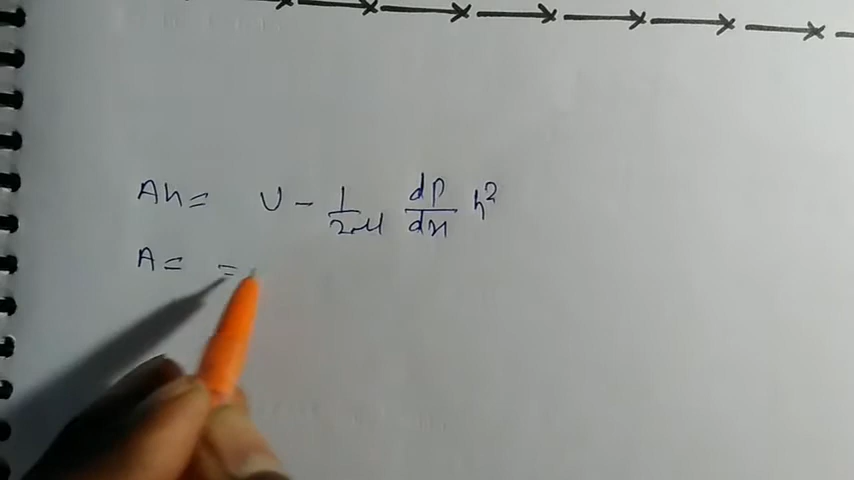 Ah = U - 1/2μ dp/dx h²
A = =